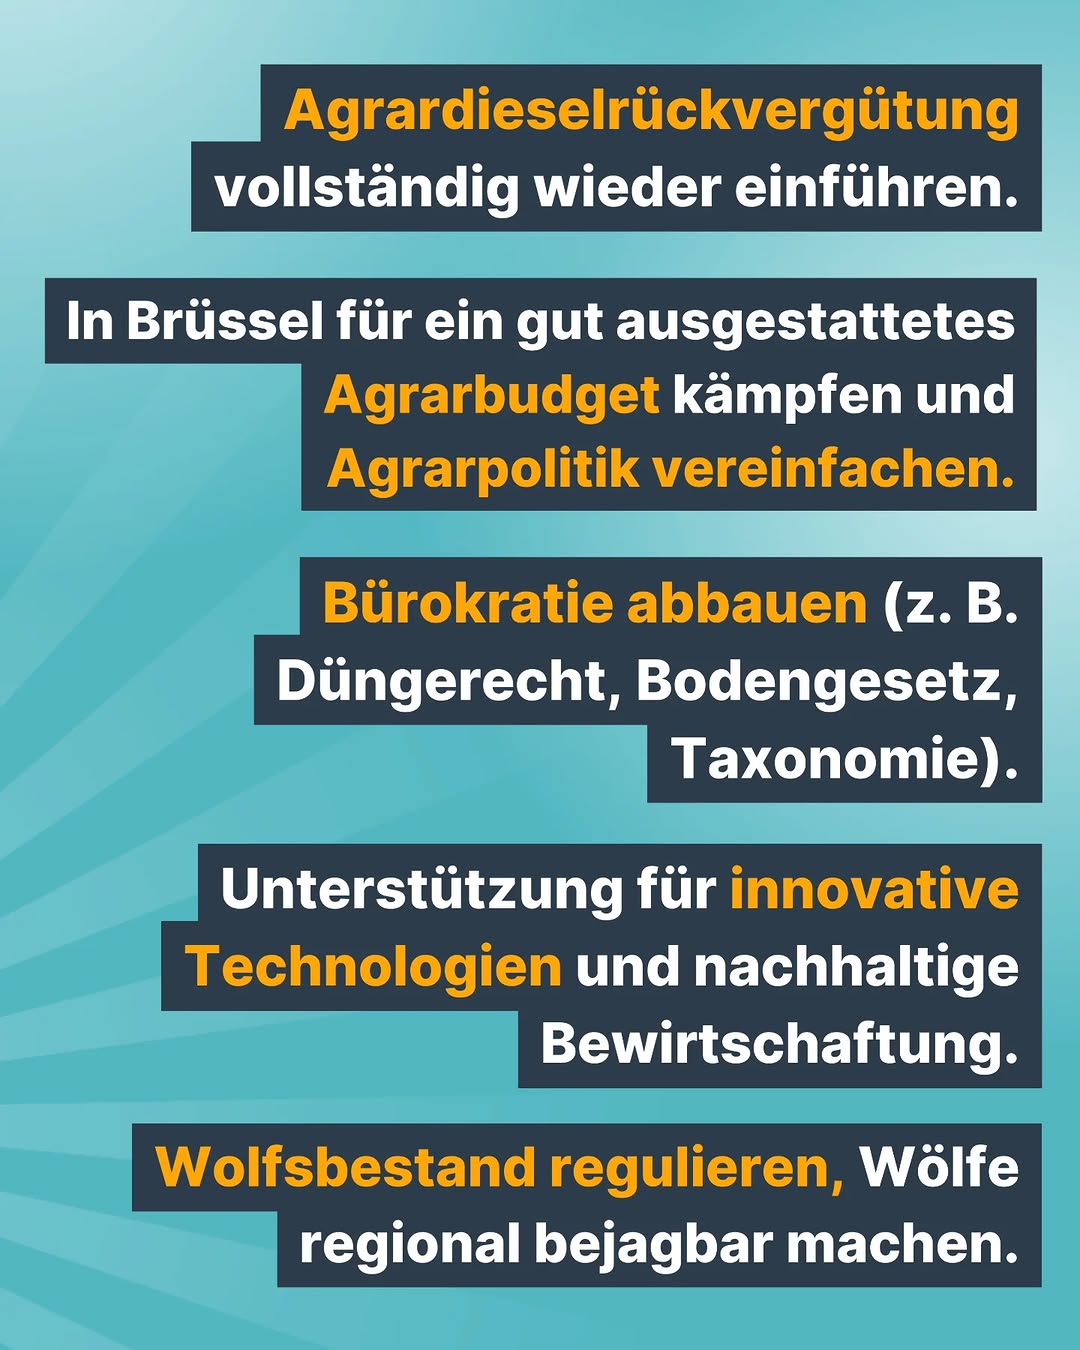 Agrardieselrückvergütung
vollständig wieder einführen.
In Brüssel für ein gut ausgestattetes
Agrarbudget kämpfen und
Agrarpolitik vereinfachen.
Bürokratie abbauen (z. B.
Düngerecht, Bodengesetz,
Taxonomie).
Unterstützung für innovative
Technologien und nachhaltige
Bewirtschaftung.
Wolfsbestand regulieren, Wölfe
regional bejagbar machen.